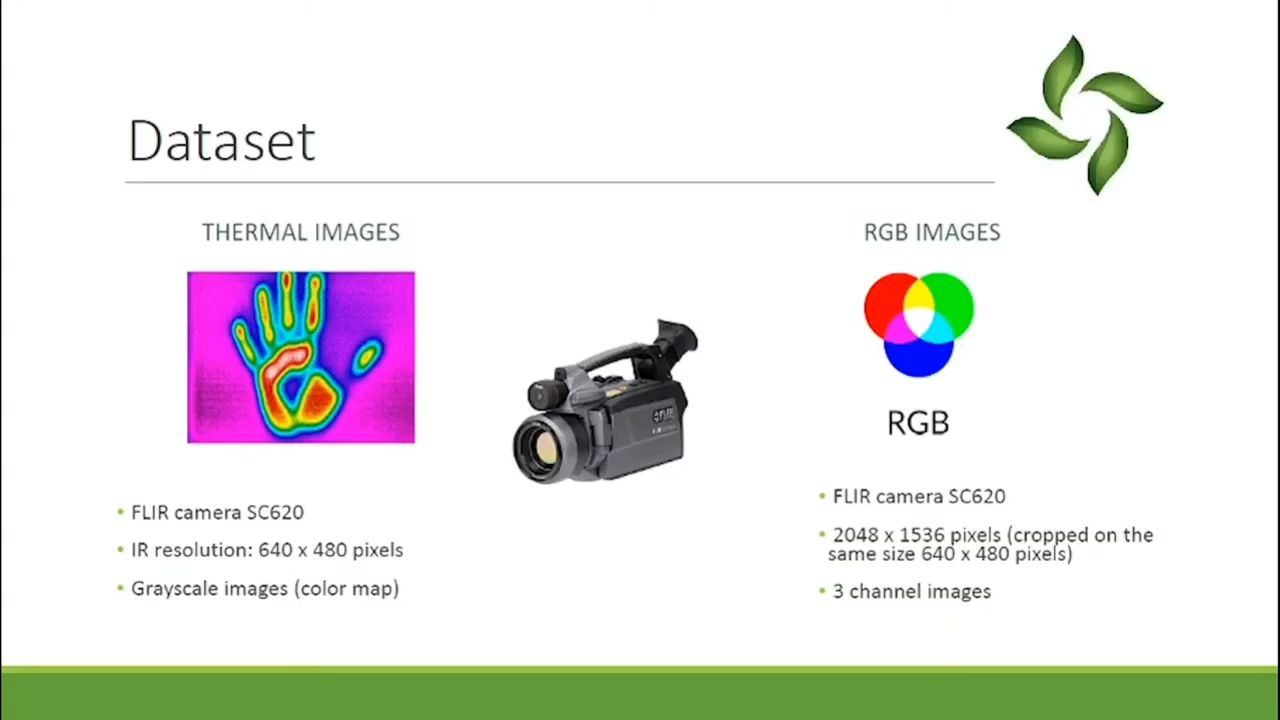 Dataset
THERMAL IMAGES
FLIR camera SC620
IR resolution: 640 x 480 pixels
Grayscale images (color map)
FLIR
RGB IMAGES
RGB
FLIR camera SC620
2048 x 1536 pixels (cropped on the
same size 640 x 480 pixels)
3 channel images